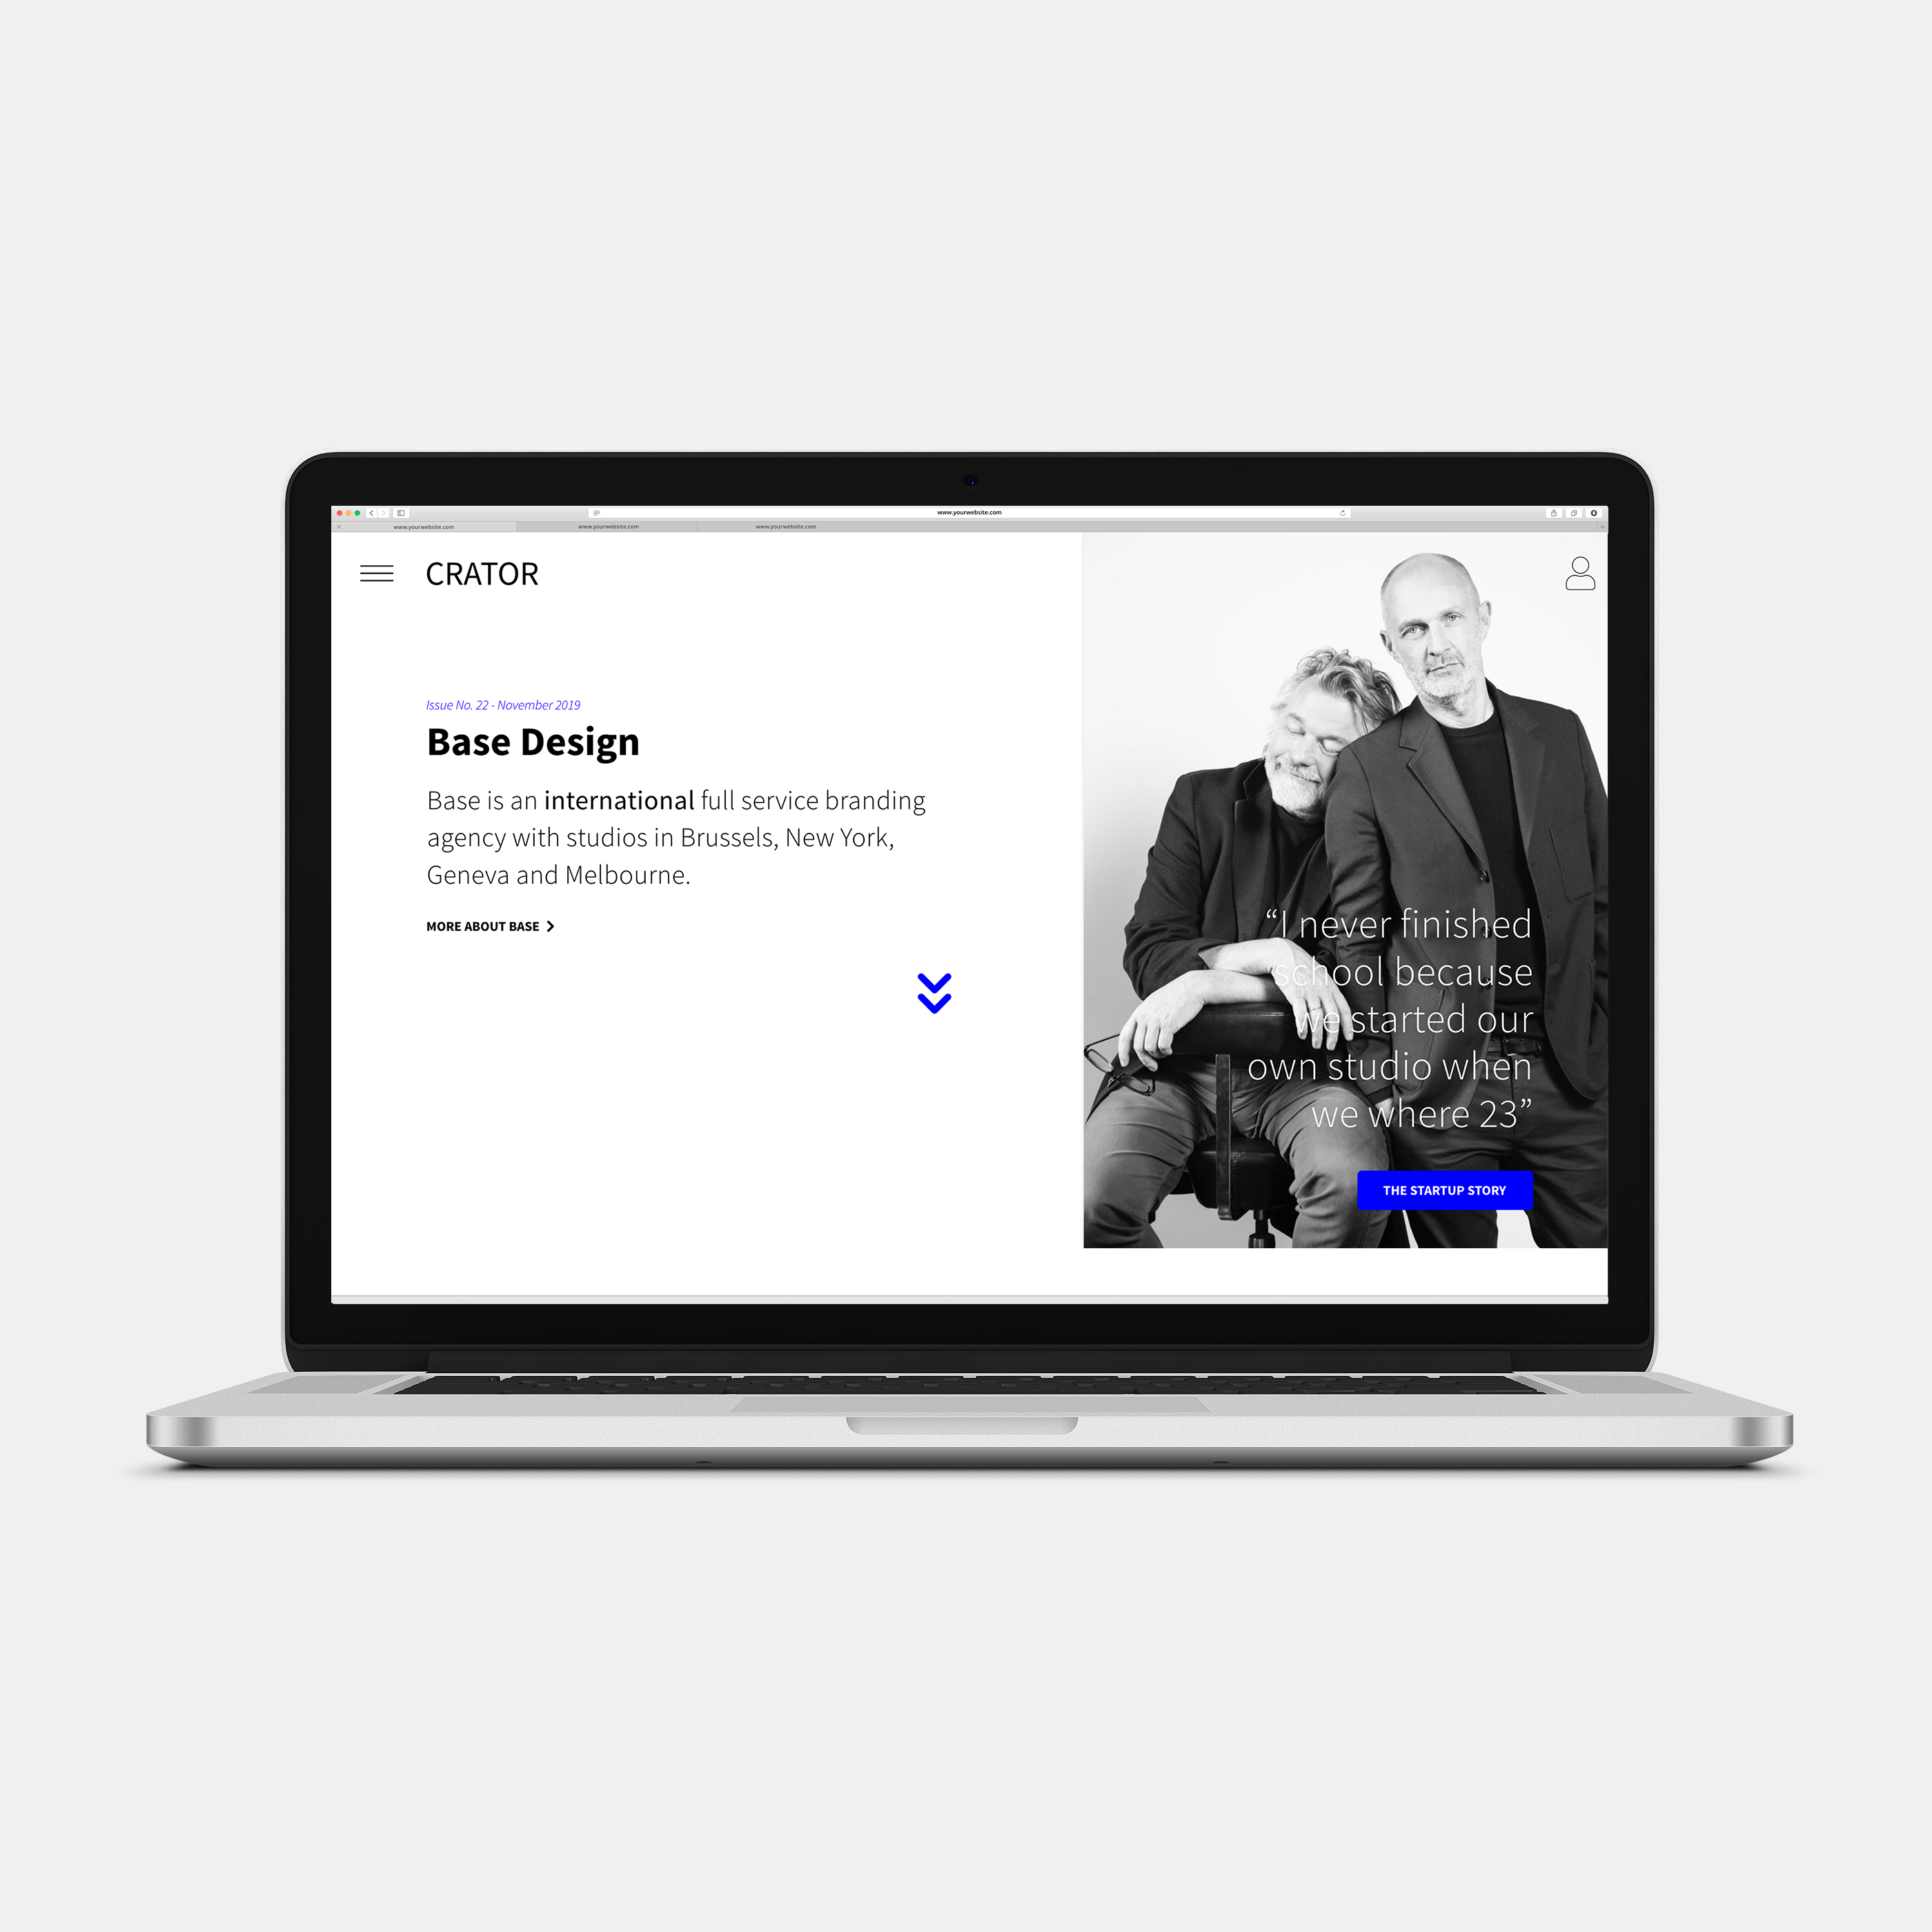 www.yourwebsite.com
www.yourwebsite.com
www.yourwebsite.com
www.yourwebsite.com
CRATOR
Issue No. 22 - November 2019
Base Design
Base is an international full service branding
agency with studios in Brussels, New York,
Geneva and Melbourne.
MORE ABOUT BASE
“I never finished
school because
we started our
own studio when
we where 23”
THE STARTUP STORY